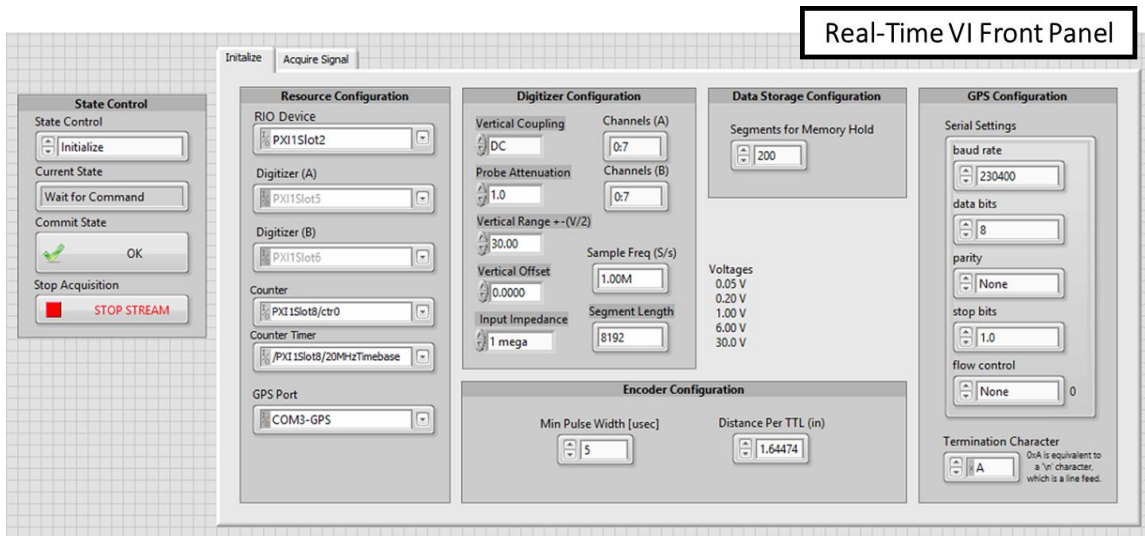 Real-Time VI Front Panel
Initalize
Acquire Signal
State Control
State Control
Initialize
Current State
Wait for Command
Commit State
OK
Stop Acquisition
STOP STREAM
Resource Configuration
RIO Device
PXI1Slot2
Digitizer (A)
PXI1Slot5
Digitizer (B)
PXI1Slot6
Counter
PXI1Slot8/ctr0
Counter Timer
/PXI1Slot8/20MHzTimebase
GPS Port
COM3-GPS
Digitizer Configuration
Vertical Coupling
DC
Probe Attenuation
1.0
Vertical Range +-(V/2)
30.00
Vertical Offset
0.0000
Input Impedance
1 mega
Channels (A)
0:7
Channels (B)
0:7
Sample Freq (S/s)
1.00M
Segment Length
8192
Data Storage Configuration
Segments for Memory Hold
200
Voltages
0.05 V
0.20 V
1.00 V
6.00 V
30.0 V
Encoder Configuration
Min Pulse Width [usec]
5
Distance Per TTL (in)
1.64474
GPS Configuration
Serial Settings
baud rate
230400
data bits
8
parity
None
stop bits
1.0
flow control
None
0
Termination Character
x A
0xA is equivalent to
a '\n' character,
which is a line feed.